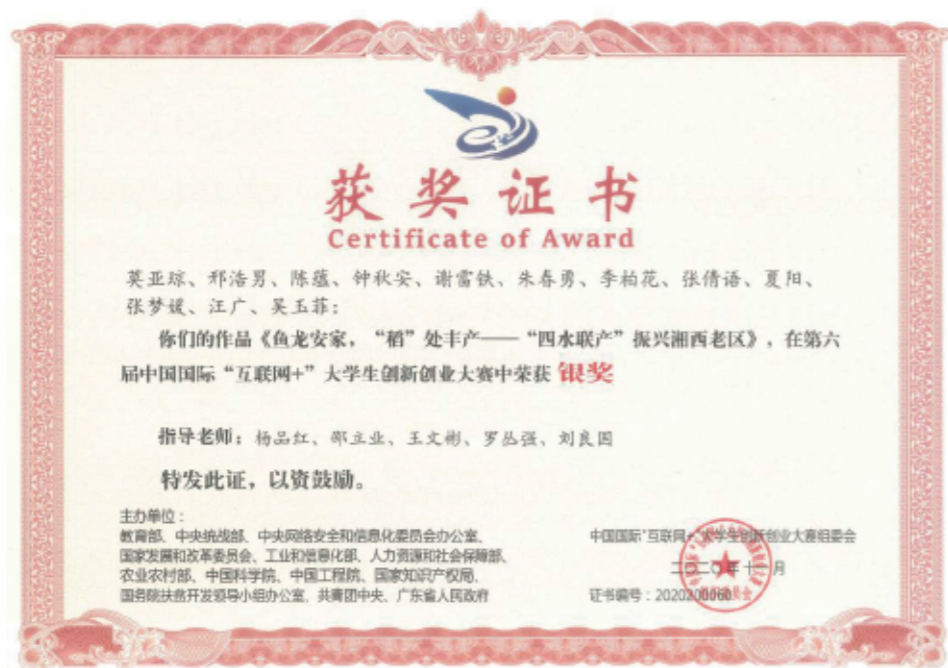 获奖证书
Certificate of Award
莫亚琼、邢浩男、陈蕴、钟秋安、谢富铁、朱春勇、李柏花、张倩语、夏阳、
张梦媛、汪广、吴玉菲：
你们的作品《鱼龙安家，“稻”处丰产——“四水联产”振兴湘西老区》，在第六
届中国国际“互联网+”大学生创新创业大赛中荣获 银奖
指导老师：杨品红、邵立业、王文彬、罗丛强、刘良国
特发此证，以资鼓励。
主办单位：
教育部、中央统战部、中央网络安全和信息化委员会办公室、
国家发展和改革委员会、工业和信息化部、人力资源和社会保障部、
农业农村部、中国科学院、中国工程院、国家知识产权局、
国务院扶贫开发领导小组办公室、共青团中央、广东省人民政府
中国国际“互联网+”大学生创新创业大赛组委会
二〇二〇年十 月
证书编号：2020200060